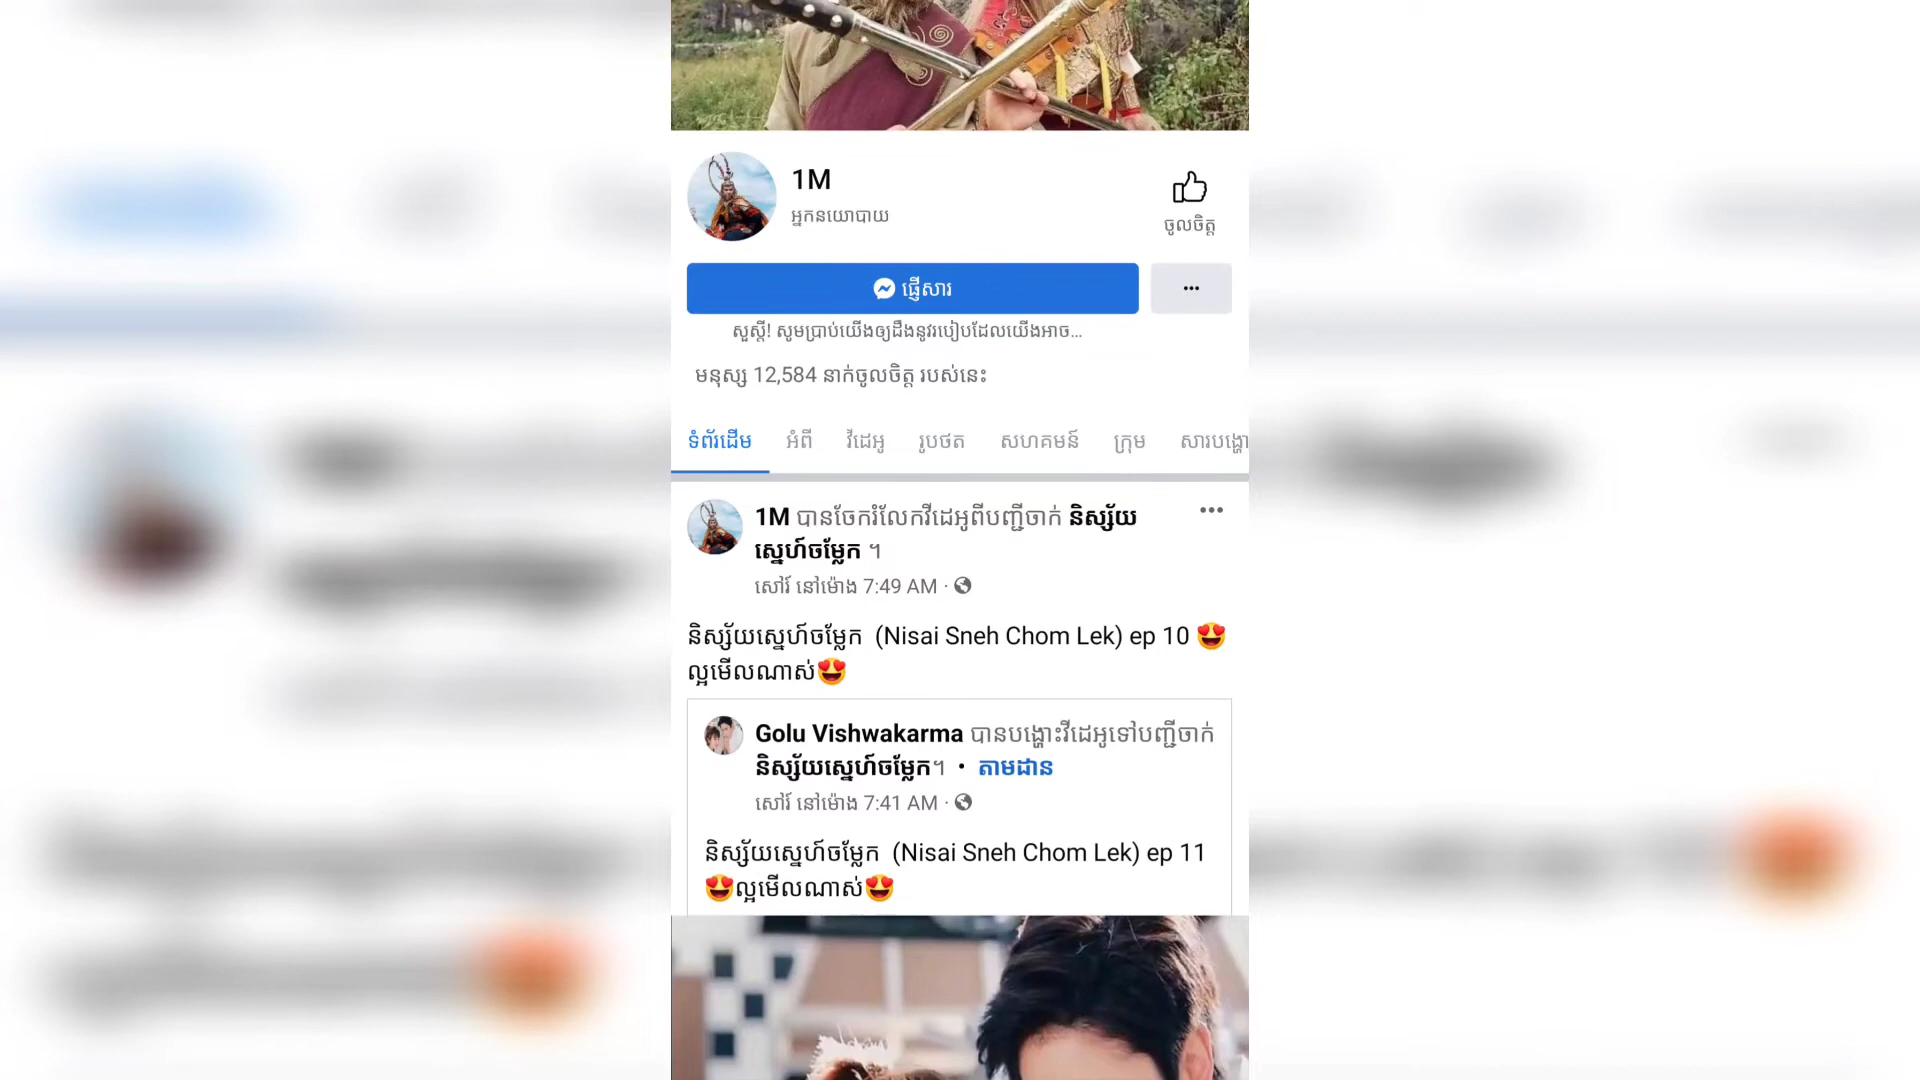 1M
អ្នកនយោបាយ
ចូលចិត្ត
ផ្ញើសារ
សួស្តី! សូមប្រាប់យើងឲ្យដឹងនូវរបៀបដែលយើងអាច...
មនុស្ស 12,584 នាក់ចូលចិត្ត របស់នេះ
ទំព័រដើម អំពី វីដេអូ រូបថត សហគមន៍ ក្រុម សារបង្ហោ
1M បានចែករំលែកវីដេអូពីបញ្ជីចាក់ និស្ស័យ
ស្នេហ៍ចម្លែក ។
សៅរ៍ នៅម៉ោង 7:49 AM ·
និស្ស័យស្នេហ៍ចម្លែក (Nisai Sneh Chom Lek) ep 10 😍
ល្អមើលណាស់😍
Golu Vishwakarma បានបង្ហោះវីដេអូទៅបញ្ជីចាក់
និស្ស័យស្នេហ៍ចម្លែក។ • តាមដាន
សៅរ៍ នៅម៉ោង 7:41 AM ·
និស្ស័យស្នេហ៍ចម្លែក (Nisai Sneh Chom Lek) ep 11
😍ល្អមើលណាស់😍